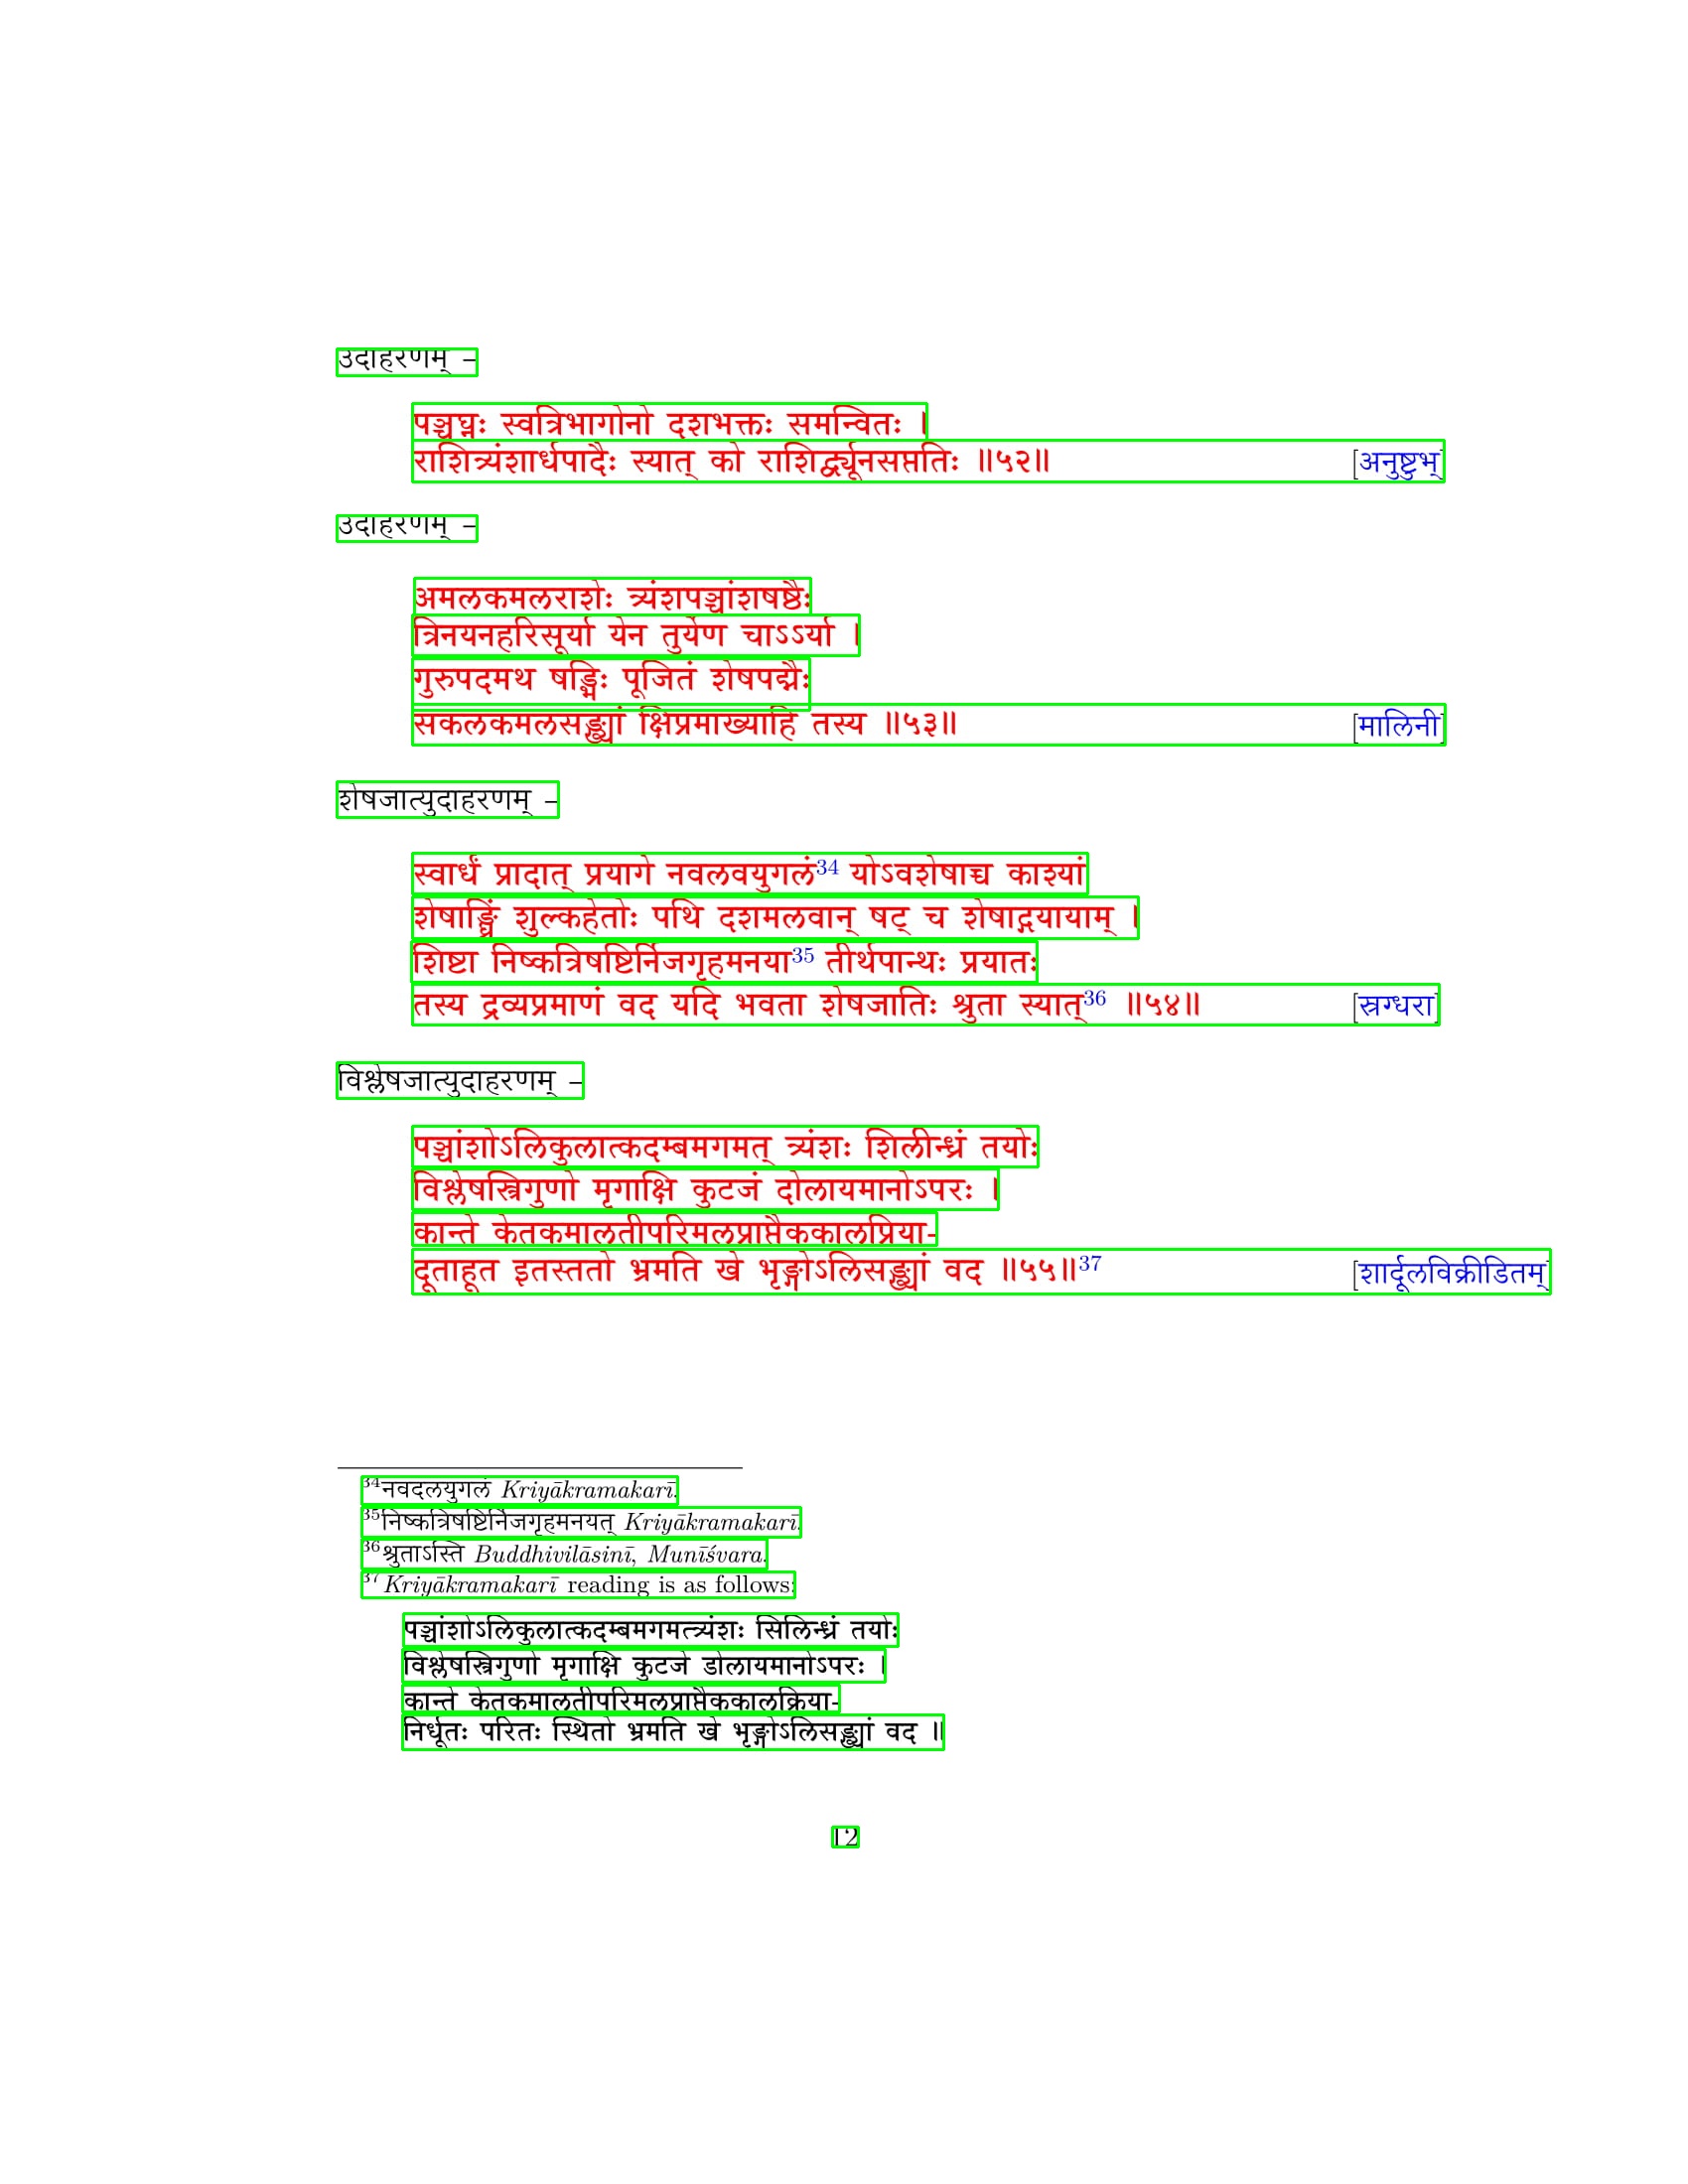 उदाहरणम् –
पञ्चघ्नः स्वत्रिभागोनो दशभक्तः समन्वितः ।
राशित्र्यंशार्धपादैः स्यात् को राशिर्द्व्यूनसप्ततिः ॥५२॥ [अनुष्टुभ्]
उदाहरणम् –
अमलकमलराशेः त्र्यंशपञ्चांशषष्ठैः
त्रिनयनहरिसूर्या येन तुर्येण चाऽऽर्या ।
गुरुपदमथ षड्भिः पूजितं शेषपद्मैः
सकलकमलसङ्ख्यां क्षिप्रमाख्याहि तस्य ॥५३॥ [मालिनी]
शेषजात्युदाहरणम् –
स्वार्धं प्रादात् प्रयागे नवलवयुगलं34 योऽवशेषाच्च काश्यां
शेषाङ्घ्रिं शुल्कहेतोः पथि दशमलवान् षट् च शेषाद्गयायाम् ।
शिष्टा निष्कत्रिषष्टिर्निजगृहमनया35 तीर्थपान्थः प्रयातः
तस्य द्रव्यप्रमाणं वद यदि भवता शेषजातिः श्रुता स्यात्36 ॥५४॥ [स्रग्धरा]
विश्लेषजात्युदाहरणम् –
पञ्चांशोऽलिकुलात्कदम्बमगमत् त्र्यंशः शिलीन्ध्रं तयोः
विश्लेषस्त्रिगुणो मृगाक्षि कुटजं दोलायमानोऽपरः ।
कान्ते केतकमालतीपरिमलप्राप्तैककालप्रिया-
दूताहूत इतस्ततो भ्रमति खे भृङ्गोऽलिसङ्ख्यां वद ॥५५॥37 [शार्दूलविक्रीडितम्]
34नवदलयुगलं Kriyākramakarī.
35निष्कत्रिषष्टिर्निजगृहमनयत् Kriyākramakarī.
36श्रुताऽस्ति Buddhivilāsinī, Munīśvara.
37Kriyākramakarī reading is as follows:
पञ्चांशोऽलिकुलात्कदम्बमगमत्त्र्यंशः सिलिन्ध्रं तयोः
विश्लेषस्त्रिगुणो मृगाक्षि कुटजे डोलायमानोऽपरः ।
कान्ते केतकमालतीपरिमलप्राप्तैककालक्रिया-
निर्धूतः परितः स्थितो भ्रमति खे भृङ्गोऽलिसङ्ख्यां वद ॥
12